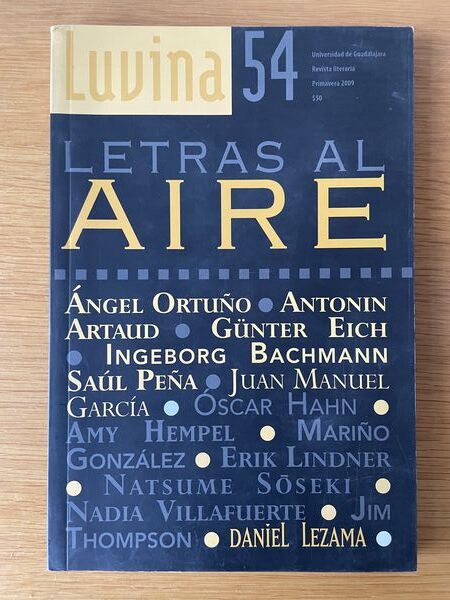 Luvina 54
Universidad de Guadalajara
Revista literaria
Primavera 2009
$50
LETRAS AL
AIRE
ÁNGEL ORTUÑO • ANTONIN
ARTAUD • GÜNTER EICH
• INGEBORG BACHMANN
SAÚL PEÑA • JUAN MANUEL
GARCÍA • ÓSCAR HAHN •
AMY HEMPEL • MARIÑO
GONZÁLEZ • ERIK LINDNER
• NATSUME SŌSEKI •
NADIA VILLAFUERTE • JIM
THOMPSON • DANIEL LEZAMA •